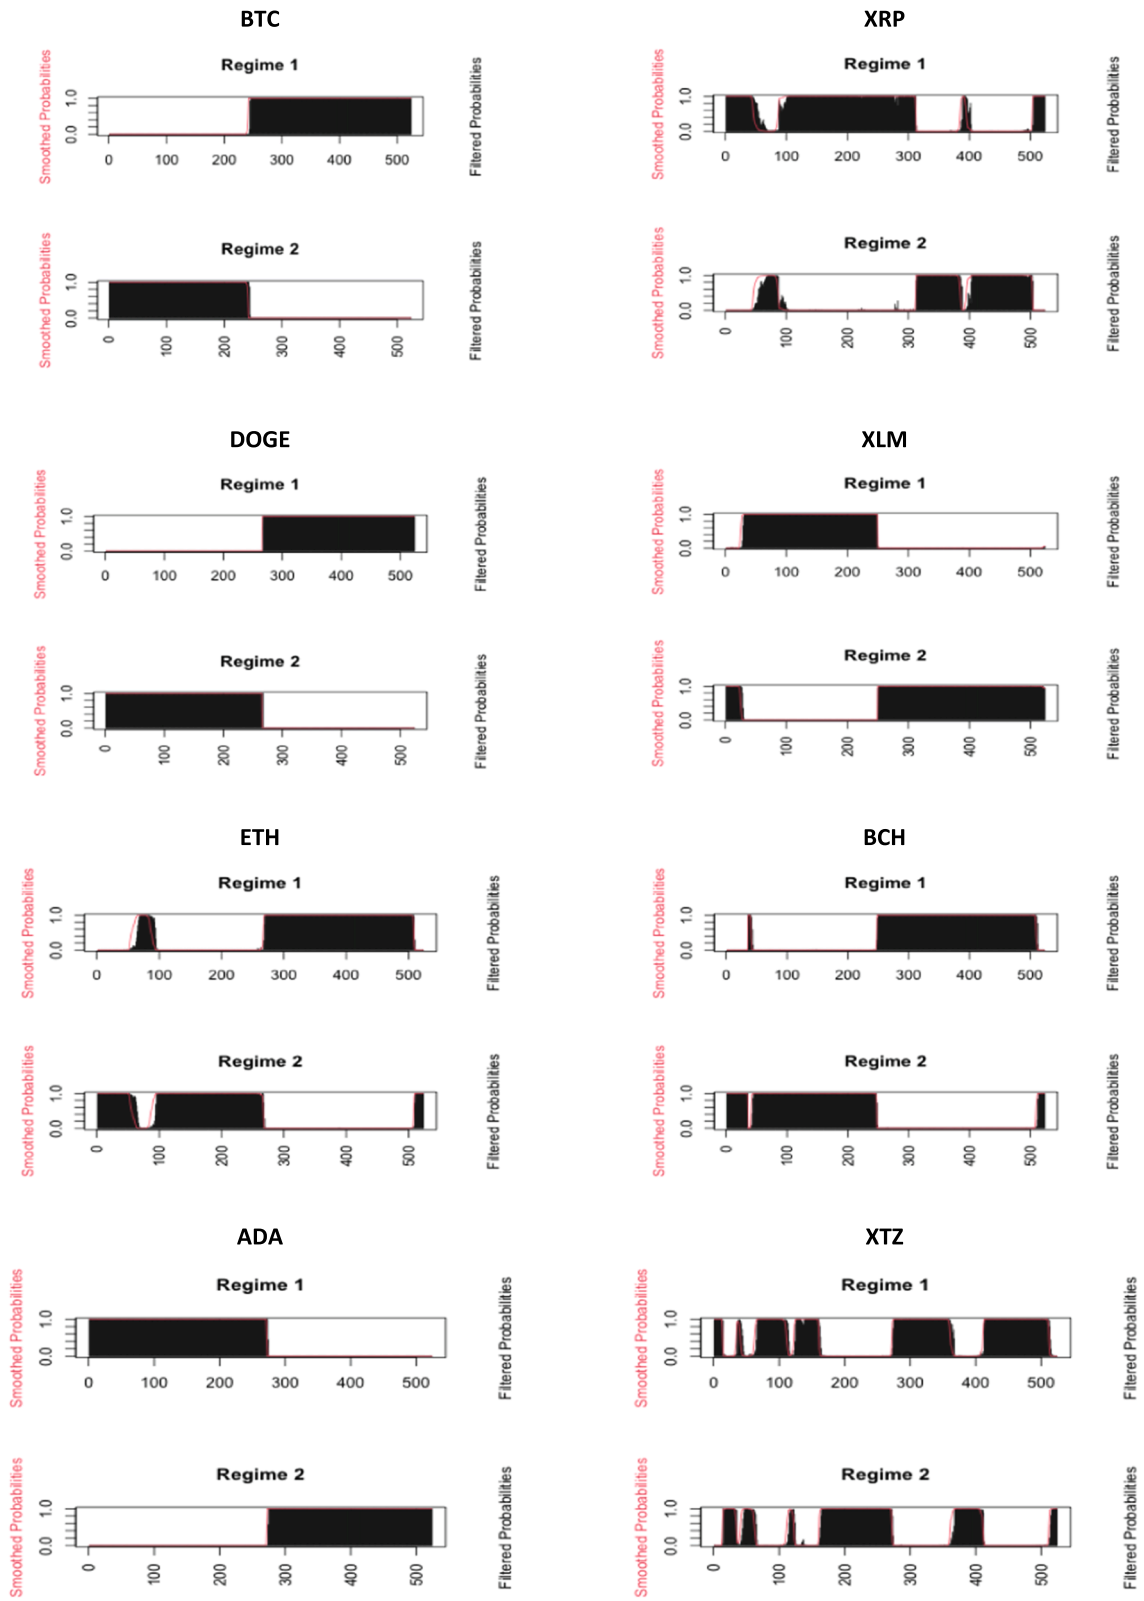 BTC
Regime 1
Smoothed Probabilities
0.0 1.0
Filtered Probabilities
0 100 200 300 400 500
Regime 2
Smoothed Probabilities
0.0 1.0
Filtered Probabilities
0 100 200 300 400 500
XRP
Regime 1
Smoothed Probabilities
0.0 1.0
Filtered Probabilities
0 100 200 300 400 500
Regime 2
Smoothed Probabilities
0.0 1.0
Filtered Probabilities
0 100 200 300 400 500
DOGE
Regime 1
Smoothed Probabilities
0.0 1.0
Filtered Probabilities
0 100 200 300 400 500
Regime 2
Smoothed Probabilities
0.0 1.0
Filtered Probabilities
0 100 200 300 400 500
XLM
Regime 1
Smoothed Probabilities
0.0 1.0
Filtered Probabilities
0 100 200 300 400 500
Regime 2
Smoothed Probabilities
0.0 1.0
Filtered Probabilities
0 100 200 300 400 500
ETH
Regime 1
Smoothed Probabilities
0.0 1.0
Filtered Probabilities
0 100 200 300 400 500
Regime 2
Smoothed Probabilities
0.0 1.0
Filtered Probabilities
0 100 200 300 400 500
BCH
Regime 1
Smoothed Probabilities
0.0 1.0
Filtered Probabilities
0 100 200 300 400 500
Regime 2
Smoothed Probabilities
0.0 1.0
Filtered Probabilities
0 100 200 300 400 500
ADA
Regime 1
Smoothed Probabilities
0.0 1.0
Filtered Probabilities
0 100 200 300 400 500
Regime 2
Smoothed Probabilities
0.0 1.0
Filtered Probabilities
0 100 200 300 400 500
XTZ
Regime 1
Smoothed Probabilities
0.0 1.0
Filtered Probabilities
0 100 200 300 400 500
Regime 2
Smoothed Probabilities
0.0 1.0
Filtered Probabilities
0 100 200 300 400 500